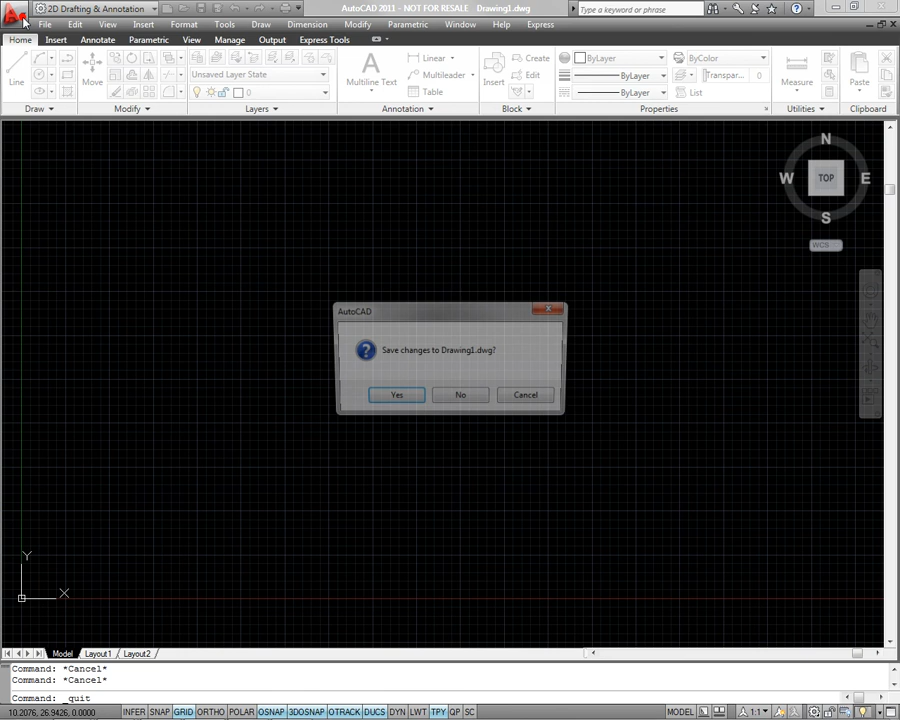 2D Drafting & Annotation
AutoCAD 2011 - NOT FOR RESALE Drawing1.dwg
Type a keyword or phrase
File Edit View Insert Format Tools Draw Dimension Modify Parametric Window Help Express
Home Insert Annotate Parametric View Manage Output Express Tools
Line
Move
Unsaved Layer State
0
Multiline Text
Linear
Multileader
Table
Insert
Create
Edit
ByLayer
ByLayer
ByLayer
ByColor
Transpar... 0
List
Measure
Paste
Draw Modify Layers Annotation Block Properties Utilities Clipboard
N
W TOP E
S
WCS
AutoCAD
Save changes to Drawing1.dwg?
Yes No Cancel
Y
X
Model Layout1 Layout2
Command: *Cancel*
Command: *Cancel*
Command: _quit
10.2076, 26.9426, 0.0000 INFER SNAP GRID ORTHO POLAR OSNAP 3DOSNAP OTRACK DUCS DYN LWT TPY QP SC MODEL 1:1